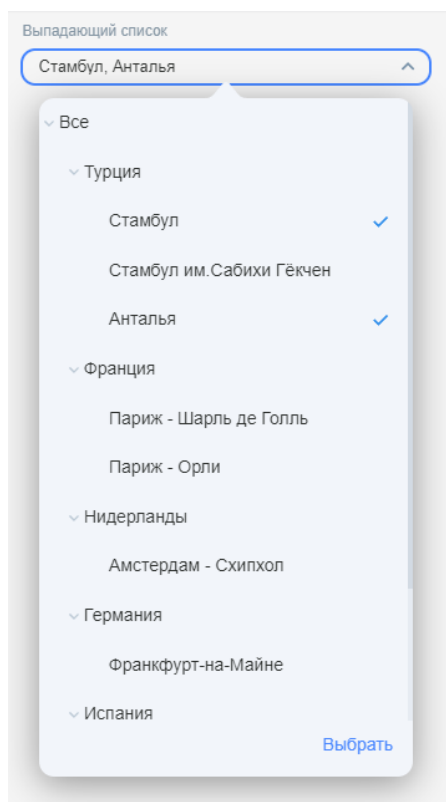 Выпадающий список
Стамбул, Анталья
Все
Турция
Стамбул
Стамбул им.Сабихи Гёкчен
Анталья
Франция
Париж - Шарль де Голль
Париж - Орли
Нидерланды
Амстердам - Схипхол
Германия
Франкфурт-на-Майне
Испания
Выбрать